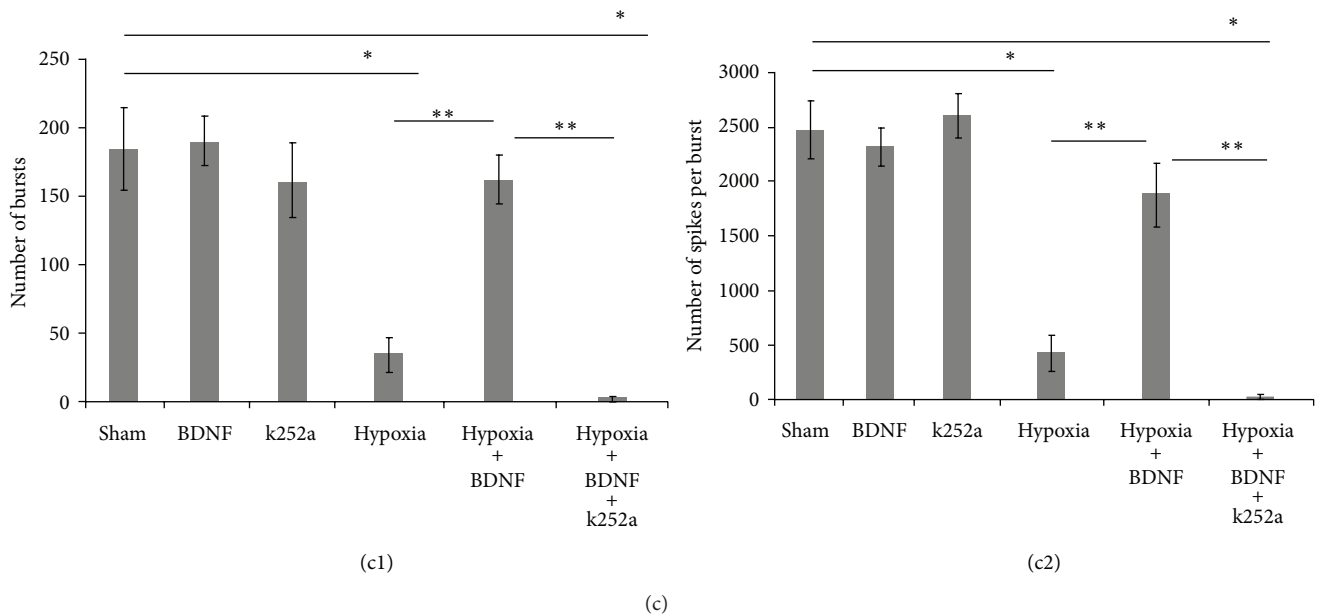 *
*
**
**
Number of bursts
250
200
150
100
50
0
Sham
BDNF
k252a
Hypoxia
Hypoxia
+
BDNF
Hypoxia
+
BDNF
+
k252a
(c1)
*
*
**
**
Number of spikes per burst
3000
2500
2000
1500
1000
500
0
Sham
BDNF
k252a
Hypoxia
Hypoxia
+
BDNF
Hypoxia
+
BDNF
+
k252a
(c2)
(c)